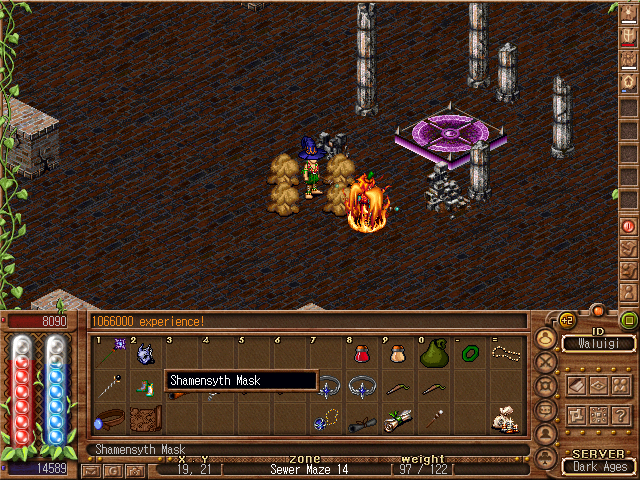 8090
1066000 experience!
+2
ID
Waluigi
1 2 3 4 5 6 7 8 9 0 - =
Shamensyth Mask
Shamensyth Mask
X, Y
zone
weight
14589
19, 21
Sewer Maze 14
97 / 122
SERVER
Dark Ages
G
?